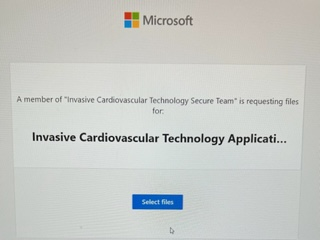 Microsoft
A member of "Invasive Cardiovascular Technology Secure Team" is requesting files
for:
Invasive Cardiovascular Technology Applicati...
Select files